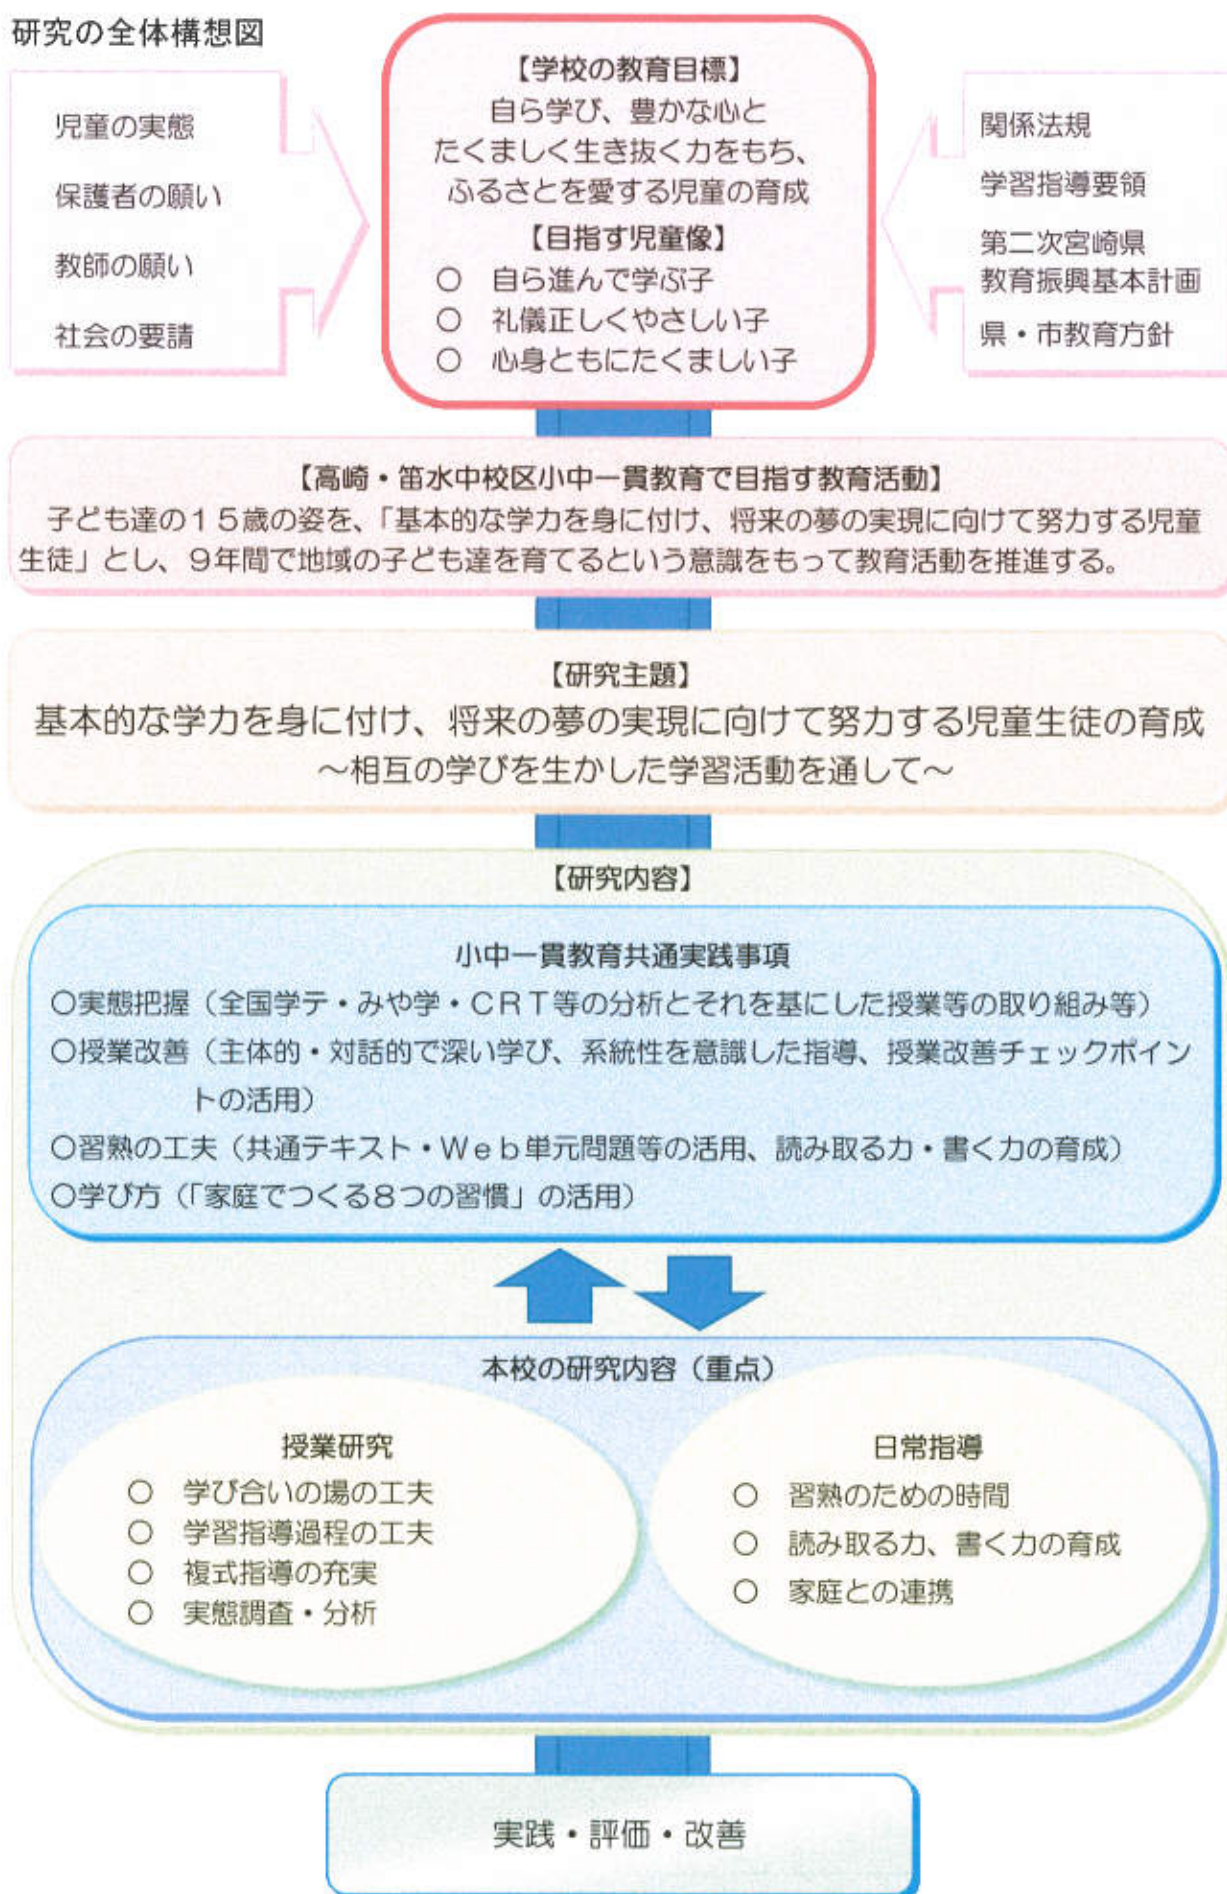 研究の全体構想図
児童の実態
保護者の願い
教師の願い
社会の要請
【学校の教育目標】
自ら学び、豊かな心と
たくましく生き抜く力をもち、
ふるさとを愛する児童の育成
【目指す児童像】
○ 自ら進んで学ぶ子
○ 礼儀正しくやさしい子
○ 心身ともにたくましい子
関係法規
学習指導要領
第二次宮崎県
教育振興基本計画
県・市教育方針
【高崎・笛水中校区小中一貫教育で目指す教育活動】
子ども達の１５歳の姿を、「基本的な学力を身に付け、将来の夢の実現に向けて努力する児童
生徒」とし、９年間で地域の子ども達を育てるという意識をもって教育活動を推進する。
【研究主題】
基本的な学力を身に付け、将来の夢の実現に向けて努力する児童生徒の育成
～相互の学びを生かした学習活動を通して～
【研究内容】
小中一貫教育共通実践事項
○実態把握（全国学テ・みや学・ＣＲＴ等の分析とそれを基にした授業等の取り組み等）
○授業改善（主体的・対話的で深い学び、系統性を意識した指導、授業改善チェックポイン
トの活用）
○習熟の工夫（共通テキスト・Ｗｅｂ単元問題等の活用、読み取る力・書く力の育成）
○学び方（「家庭でつくる８つの習慣」の活用）
本校の研究内容（重点）
授業研究
○ 学び合いの場の工夫
○ 学習指導過程の工夫
○ 複式指導の充実
○ 実態調査・分析
日常指導
○ 習熟のための時間
○ 読み取る力、書く力の育成
○ 家庭との連携
実践・評価・改善